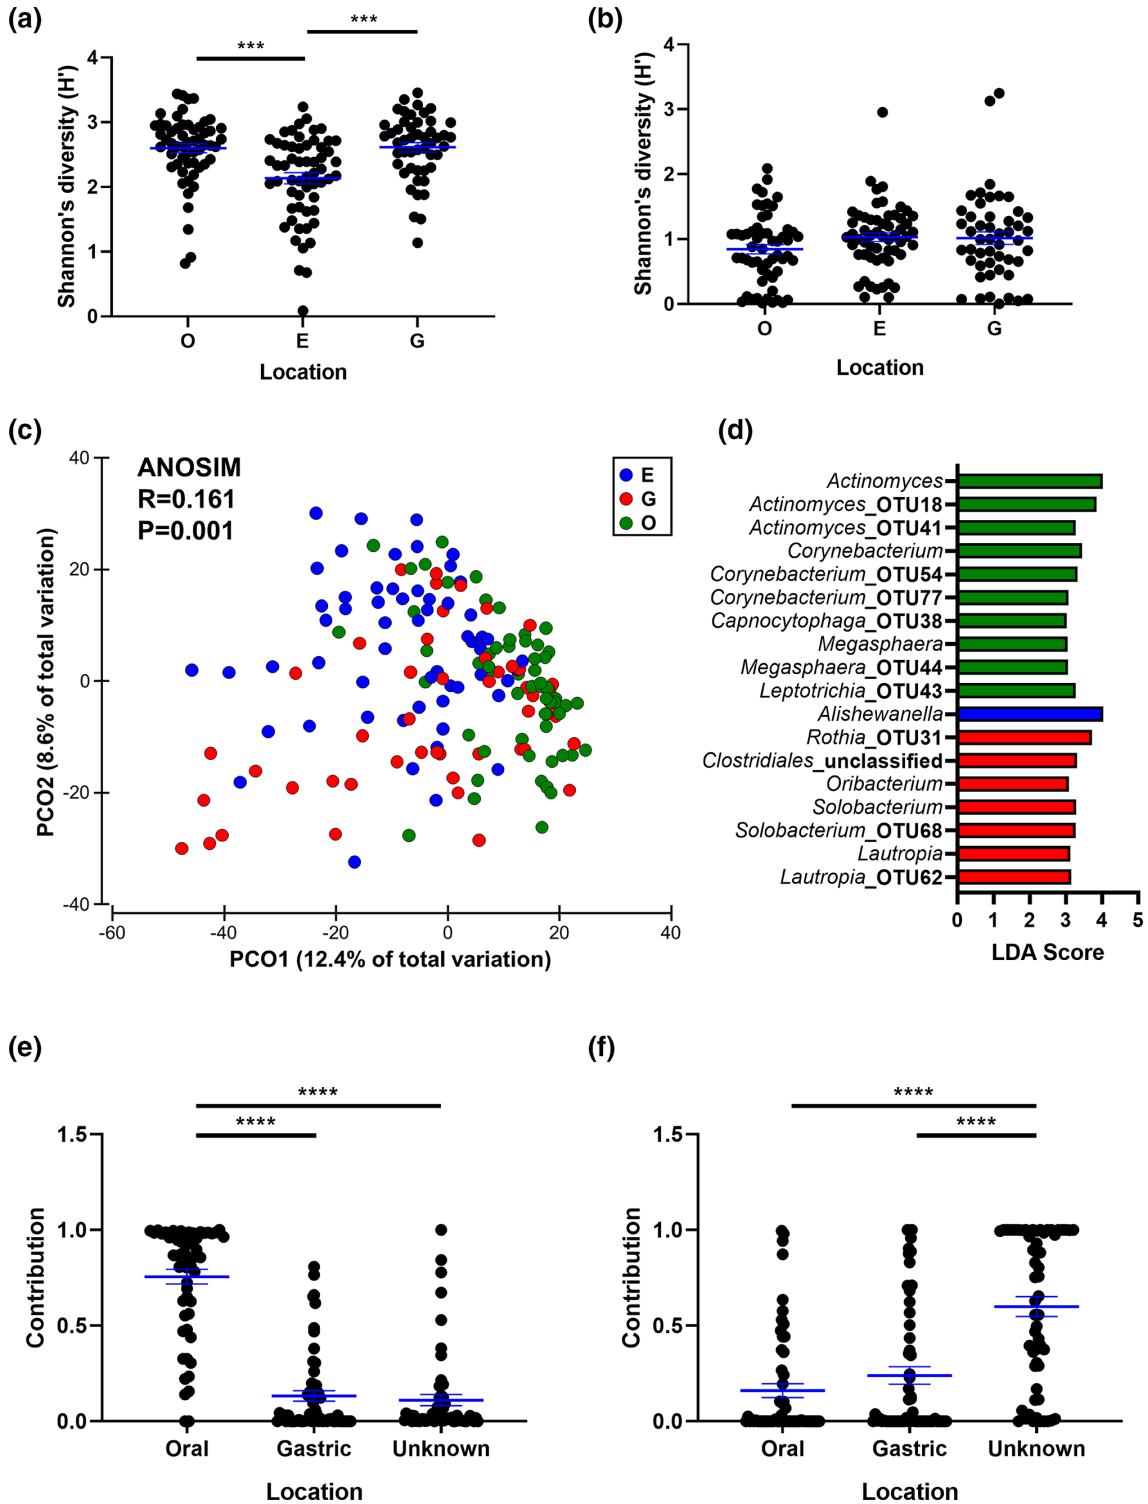 (a)
***
***
Shannon's diversity (H')
4
3
2
1
0
O
E
G
Location
(b)
Shannon's diversity (H')
4
3
2
1
0
O
E
G
Location
(c)
ANOSIM
R=0.161
P=0.001
E
G
O
PCO2 (8.6% of total variation)
40
20
0
-20
-40
-60
-40
-20
0
20
40
PCO1 (12.4% of total variation)
(d)
Actinomyces
Actinomyces_OTU18
Actinomyces_OTU41
Corynebacterium
Corynebacterium_OTU54
Corynebacterium_OTU77
Capnocytophaga_OTU38
Megasphaera
Megasphaera_OTU44
Leptotrichia_OTU43
Alishewanella
Rothia_OTU31
Clostridiales_unclassified
Oribacterium
Solobacterium
Solobacterium_OTU68
Lautropia
Lautropia_OTU62
0 1 2 3 4 5
LDA Score
(e)
****
****
Contribution
1.5
1.0
0.5
0.0
Oral
Gastric
Unknown
Location
(f)
****
****
Contribution
1.5
1.0
0.5
0.0
Oral
Gastric
Unknown
Location